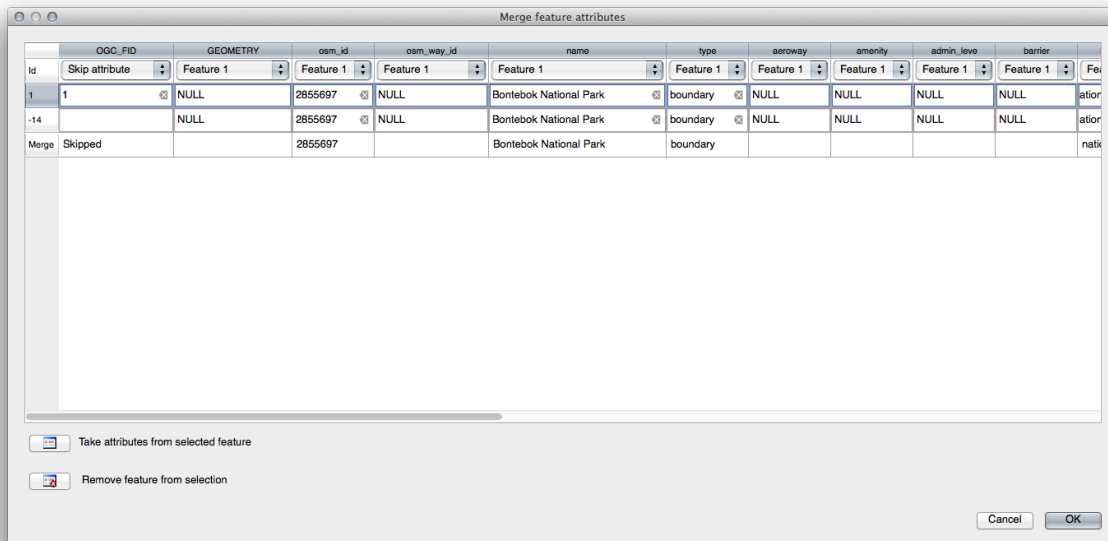 Merge feature attributes
OGC_FID GEOMETRY osm_id osm_way_id name type aeroway amenity admin_leve barrier
Id Skip attribute Feature 1 Feature 1 Feature 1 Feature 1 Feature 1 Feature 1 Feature 1 Feature 1 Feature 1 Fea
1 1 NULL 2855697 NULL Bontebok National Park boundary NULL NULL NULL NULL ation
-14 NULL 2855697 NULL Bontebok National Park boundary NULL NULL NULL NULL ation
Merge Skipped 2855697 Bontebok National Park boundary natio
Take attributes from selected feature
Remove feature from selection
Cancel OK